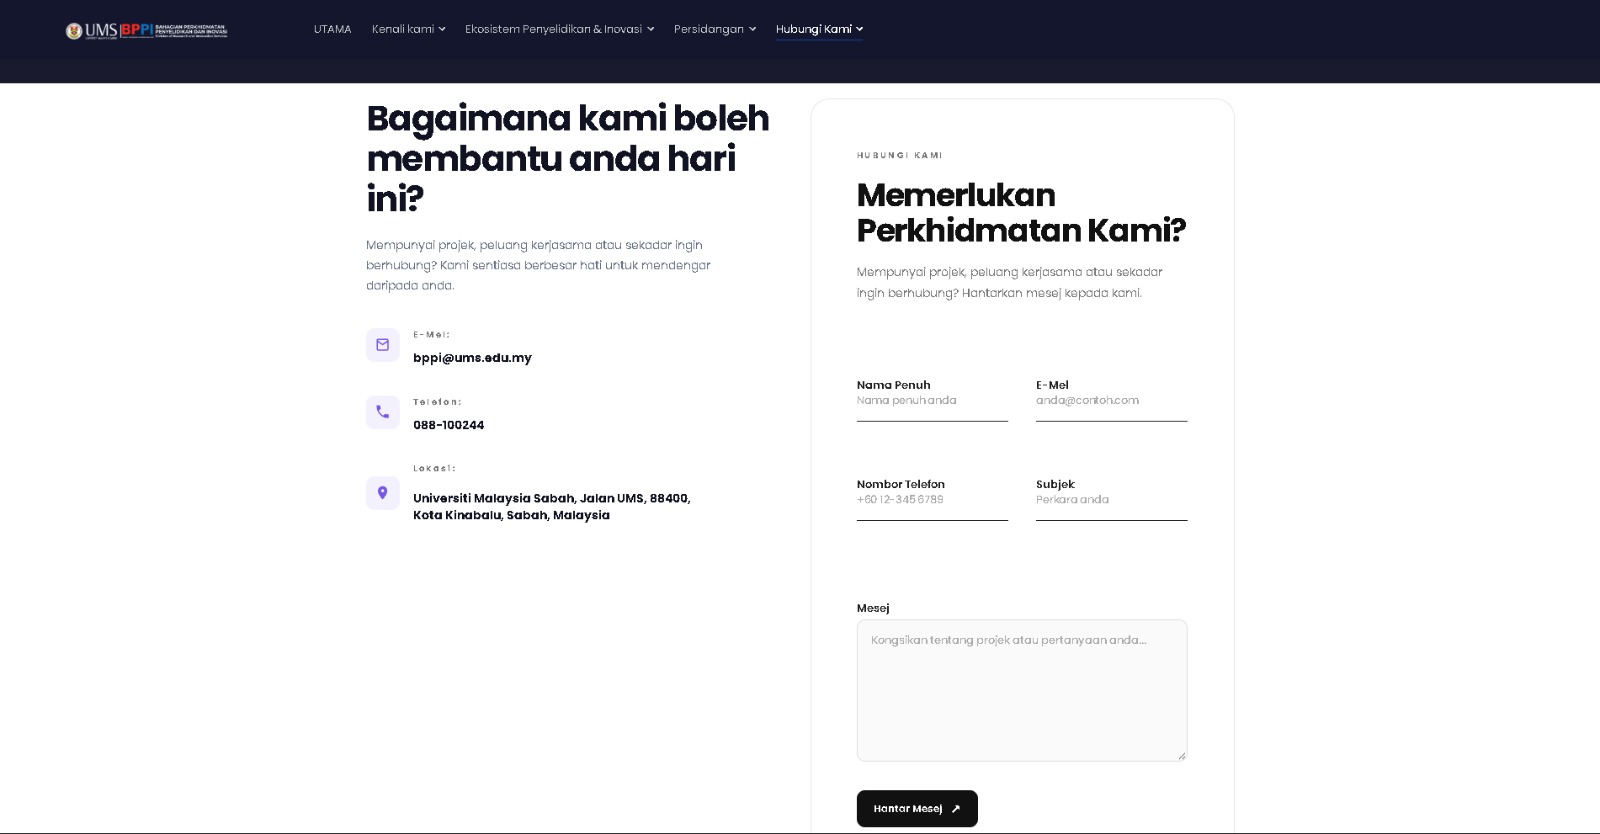 UMS BPPI BAHAGIAN PERKHIDMATAN
PENYELIDIKAN DAN INOVASI
UTAMA
Kenali kami
Ekosistem Penyelidikan & Inovasi
Persidangan
Hubungi Kami
Bagaimana kami boleh
membantu anda hari
ini?
Mempunyai projek, peluang kerjasama atau sekadar ingin
berhubung? Kami sentiasa berbesar hati untuk mendengar
daripada anda.
E-Mel:
bppi@ums.edu.my
Telefon:
088-100244
Lokasi:
Universiti Malaysia Sabah, Jalan UMS, 88400,
Kota Kinabalu, Sabah, Malaysia
HUBUNGI KAMI
Memerlukan
Perkhidmatan Kami?
Mempunyai projek, peluang kerjasama atau sekadar
ingin berhubung? Hantarkan mesej kepada kami.
Nama Penuh
Nama penuh anda
E-Mel
anda@contoh.com
Nombor Telefon
+60 12-345 6789
Subjek
Perkara anda
Mesej
Kongsikan tentang projek atau pertanyaan anda...
Hantar Mesej ↗